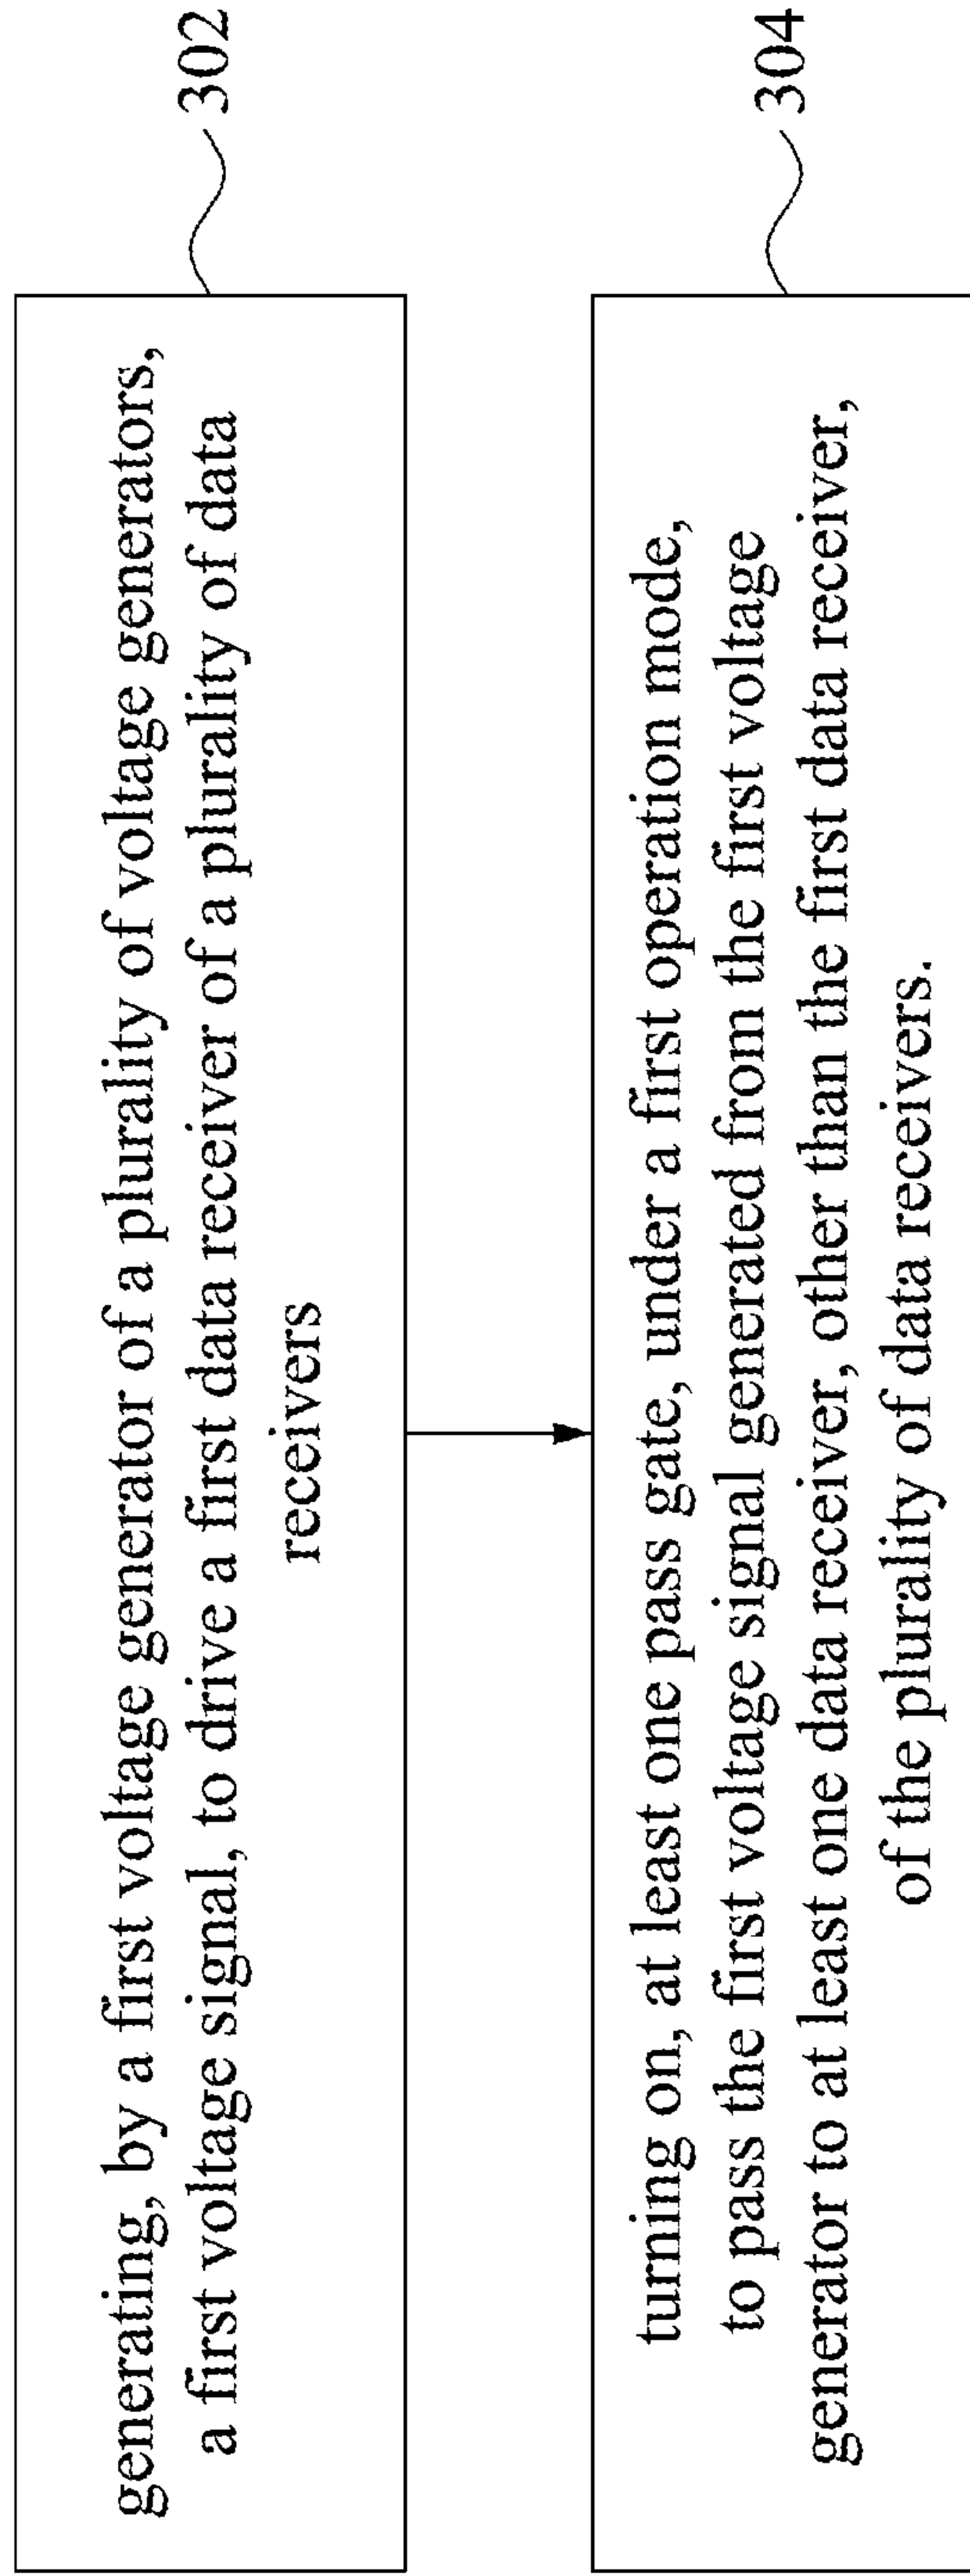 generating, by a first voltage generator of a plurality of voltage generators,
a first voltage signal, to drive a first data receiver of a plurality of data
receivers
302
turning on, at least one pass gate, under a first operation mode,
to pass the first voltage signal generated from the first voltage
generator to at least one data receiver, other than the first data receiver,
of the plurality of data receivers.
304